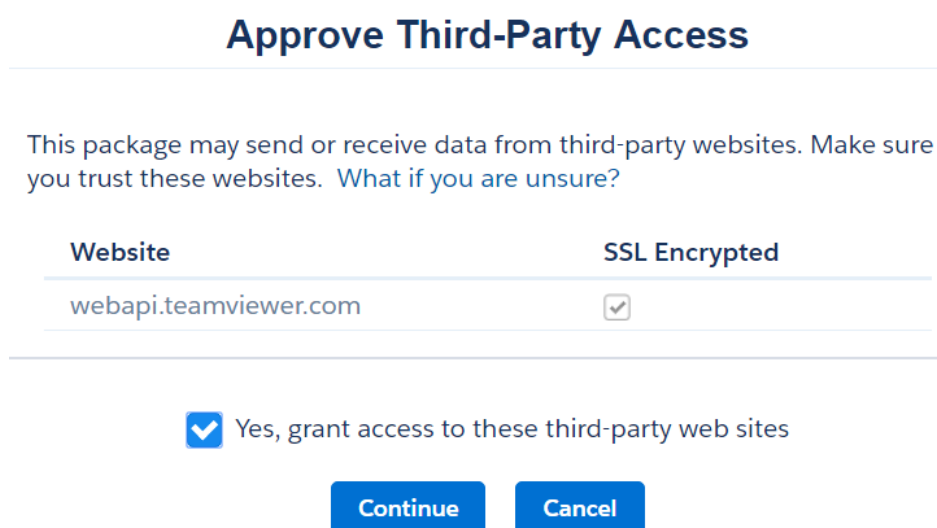 Approve Third-Party Access
This package may send or receive data from third-party websites. Make sure
you trust these websites. What if you are unsure?
Website SSL Encrypted
webapi.teamviewer.com
Yes, grant access to these third-party web sites
Continue Cancel